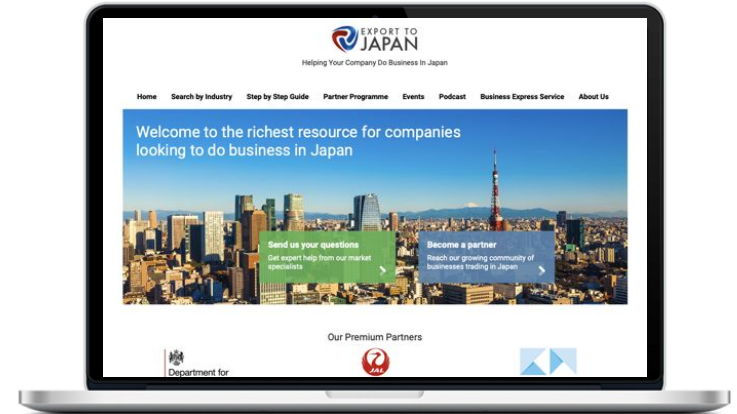 EXPORT TO
JAPAN
Helping Your Company Do Business In Japan
Home Search by Industry Step by Step Guide Partner Programme Events Podcast Business Express Service About Us
Welcome to the richest resource for companies
looking to do business in Japan
Send us your questions
Get expert help from our market
specialists
Become a partner
Reach our growing community of
businesses trading in Japan
Our Premium Partners
Department for
JAL